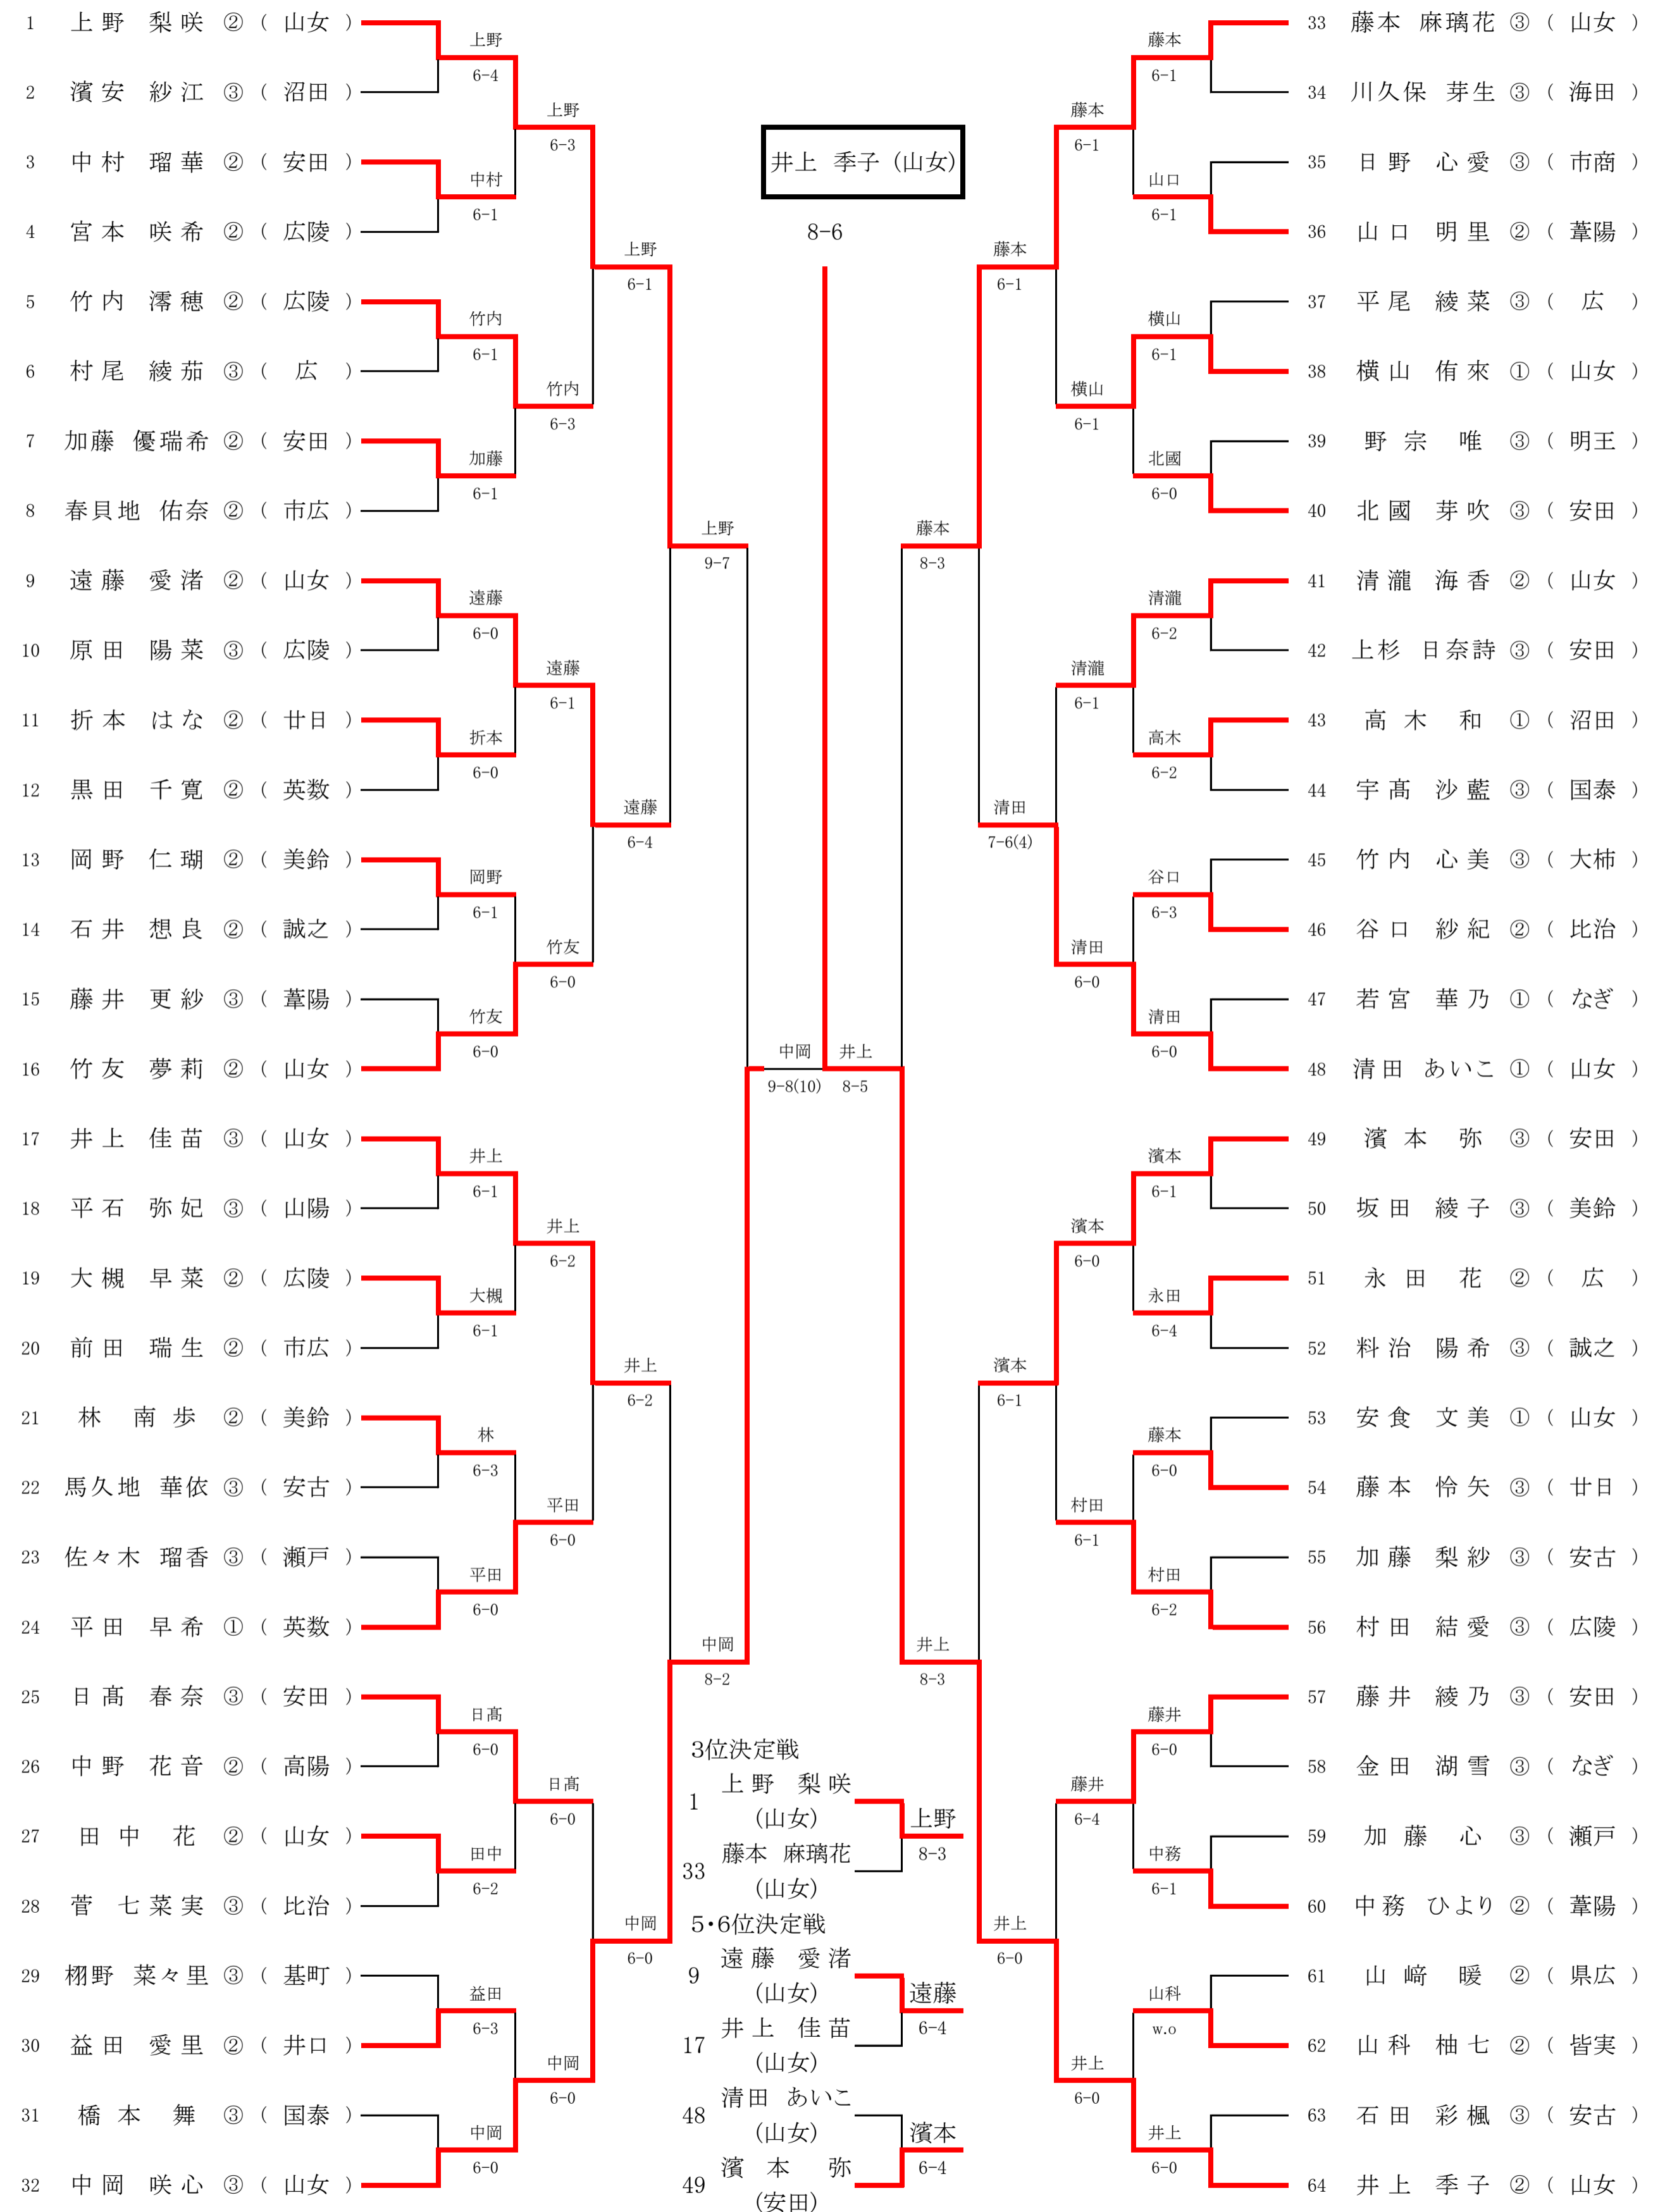 1 上野 梨咲 ② ( 山女 )
2 濱安 紗江 ③ ( 沼田 )
3 中村 瑠華 ② ( 安田 )
4 宮本 咲希 ② ( 広陵 )
5 竹内 澪穂 ② ( 広陵 )
6 村尾 綾茄 ③ ( 広 )
7 加藤 優瑞希 ② ( 安田 )
8 春貝地 佑奈 ② ( 市広 )
9 遠藤 愛渚 ② ( 山女 )
10 原田 陽菜 ③ ( 広陵 )
11 折本 はな ② ( 廿日 )
12 黒田 千寛 ② ( 英数 )
13 岡野 仁瑚 ② ( 美鈴 )
14 石井 想良 ② ( 誠之 )
15 藤井 更紗 ③ ( 葦陽 )
16 竹友 夢莉 ② ( 山女 )
17 井上 佳苗 ③ ( 山女 )
18 平石 弥妃 ③ ( 山陽 )
19 大槻 早菜 ② ( 広陵 )
20 前田 瑞生 ② ( 市広 )
21 林 南歩 ② ( 美鈴 )
22 馬久地 華依 ③ ( 安古 )
23 佐々木 瑠香 ③ ( 瀬戸 )
24 平田 早希 ① ( 英数 )
25 日髙 春奈 ③ ( 安田 )
26 中野 花音 ② ( 高陽 )
27 田中 花 ② ( 山女 )
28 菅 七菜実 ③ ( 比治 )
29 栩野 菜々里 ③ ( 基町 )
30 益田 愛里 ② ( 井口 )
31 橋本 舞 ③ ( 国泰 )
32 中岡 咲心 ③ ( 山女 )
上野
6-4
中村
6-1
竹内
6-1
加藤
6-1
遠藤
6-0
折本
6-0
岡野
6-1
竹友
6-0
井上
6-1
大槻
6-1
林
6-3
平田
6-0
日髙
6-0
田中
6-2
益田
6-3
中岡
6-0
上野
6-3
竹内
6-3
遠藤
6-1
竹友
6-0
井上
6-2
平田
6-0
日髙
6-0
中岡
6-0
上野
6-1
遠藤
6-4
井上
6-2
中岡
6-0
上野
9-7
中岡
8-2
中岡
9-8(10)
井上 季子 (山女)
8-6
井上
8-5
藤本
8-3
井上
8-3
藤本
6-1
清田
7-6(4)
濱本
6-1
井上
6-0
藤本
6-1
横山
6-1
清瀧
6-1
清田
6-0
濱本
6-0
村田
6-1
藤井
6-4
井上
6-0
藤本
6-1
山口
6-1
横山
6-1
北國
6-0
清瀧
6-2
高木
6-2
谷口
6-3
清田
6-0
濱本
6-1
永田
6-4
藤本
6-0
村田
6-2
藤井
6-0
中務
6-1
山科
w.o
井上
6-0
33 藤本 麻璃花 ③ ( 山女 )
34 川久保 芽生 ③ ( 海田 )
35 日野 心愛 ③ ( 市商 )
36 山口 明里 ② ( 葦陽 )
37 平尾 綾菜 ③ ( 広 )
38 横山 侑來 ① ( 山女 )
39 野宗 唯 ③ ( 明王 )
40 北國 芽吹 ③ ( 安田 )
41 清瀧 海香 ② ( 山女 )
42 上杉 日奈詩 ③ ( 安田 )
43 高木 和 ① ( 沼田 )
44 宇髙 沙藍 ③ ( 国泰 )
45 竹内 心美 ③ ( 大柿 )
46 谷口 紗紀 ② ( 比治 )
47 若宮 華乃 ① ( なぎ )
48 清田 あいこ ① ( 山女 )
49 濱本 弥 ③ ( 安田 )
50 坂田 綾子 ③ ( 美鈴 )
51 永田 花 ② ( 広 )
52 料治 陽希 ③ ( 誠之 )
53 安食 文美 ① ( 山女 )
54 藤本 怜矢 ③ ( 廿日 )
55 加藤 梨紗 ③ ( 安古 )
56 村田 結愛 ③ ( 広陵 )
57 藤井 綾乃 ③ ( 安田 )
58 金田 湖雪 ③ ( なぎ )
59 加藤 心 ③ ( 瀬戸 )
60 中務 ひより ② ( 葦陽 )
61 山﨑 暖 ② ( 県広 )
62 山科 柚七 ② ( 皆実 )
63 石田 彩楓 ③ ( 安古 )
64 井上 季子 ② ( 山女 )
3位決定戦
1 上野 梨咲
(山女)
33 藤本 麻璃花
(山女)
上野
8-3
5・6位決定戦
9 遠藤 愛渚
(山女)
17 井上 佳苗
(山女)
遠藤
6-4
48 清田 あいこ
(山女)
49 濱本 弥
(安田)
濱本
6-4